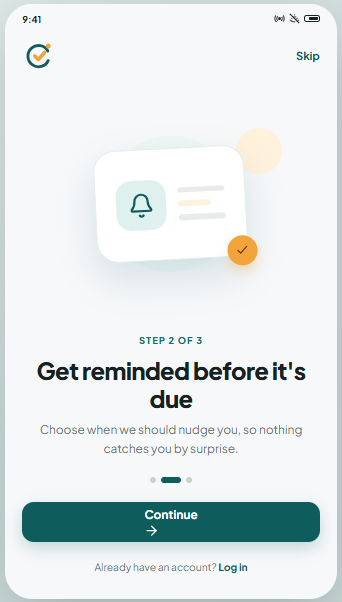 9:41
Skip
STEP 2 OF 3
Get reminded before it's
due
Choose when we should nudge you, so nothing
catches you by surprise.
Continue
Already have an account? Log in